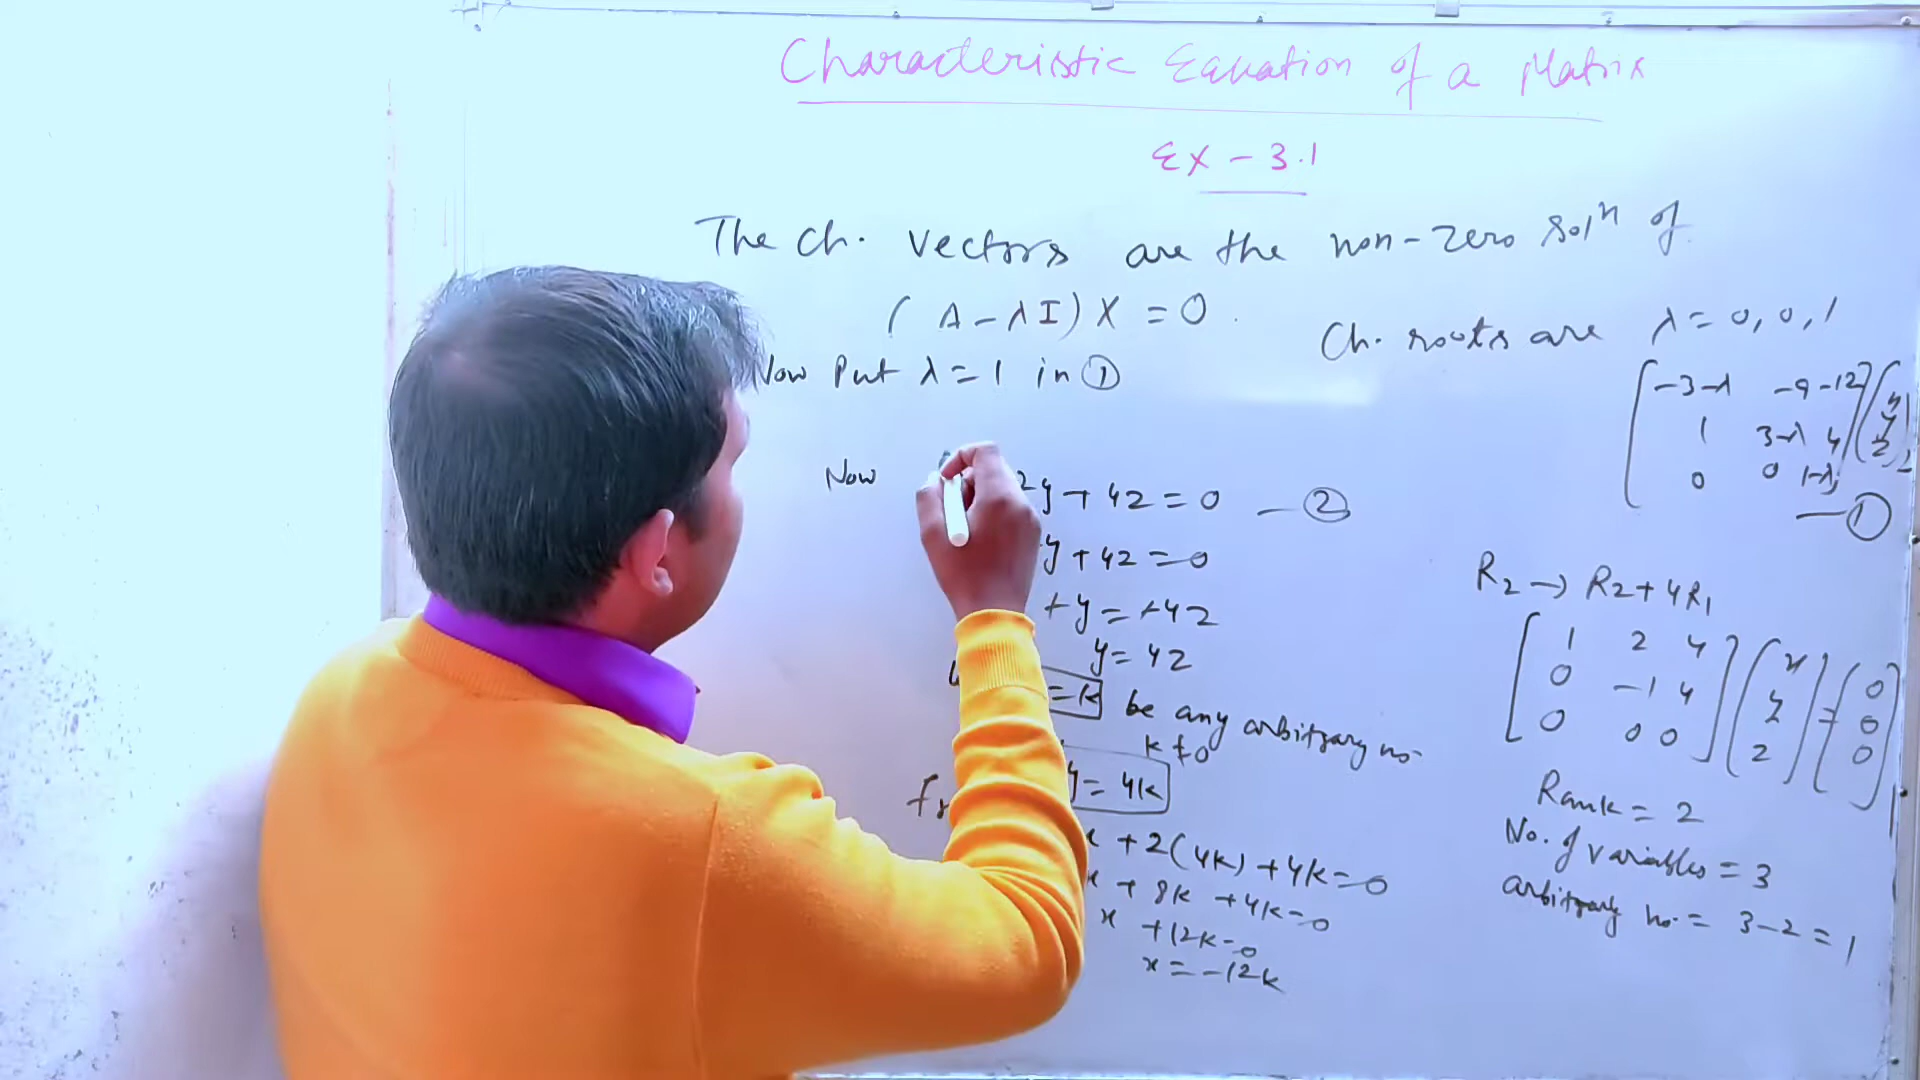 Characteristic Equation of a Matrix
Ex - 3.1
The ch. vectors are the non-zero solⁿ of
(A - λI) X = 0.
Now Put λ = 1 in ①
Now
2y + 4z = 0 — ②
y + 4z = 0
+y = +4z
y = 4z
= k be any arbitrary no.
k ≠ 0
y = 4k
x + 2(4k) + 4k = 0
x + 8k + 4k = 0
x + 12k = 0
x = -12k
Ch. roots are λ = 0, 0, 1
[-3-λ -9 -12] [x]
[1 3-λ 4] [y]
[0 0 1-λ] [z]
— ①
R₂ → R₂ + 4R₁
[1 2 4] [x] = [0]
[0 -1 4] [y] = [0]
[0 0 0] [z] = [0]
Rank = 2
No. of variables = 3
arbitrary no. = 3 - 2 = 1